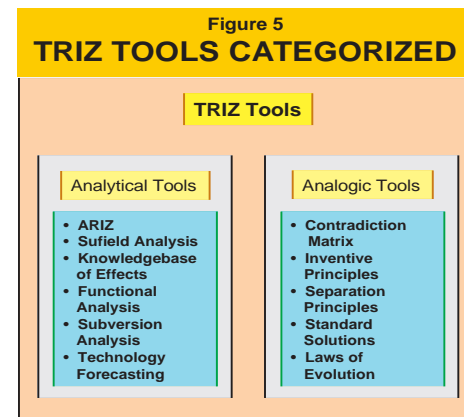 Figure 5
TRIZ TOOLS CATEGORIZED
TRIZ Tools
Analytical Tools
• ARIZ
• Sufield Analysis
• Knowledgebase
of Effects
• Functional
Analysis
• Subversion
Analysis
• Technology
Forecasting
Analogic Tools
• Contradiction
Matrix
• Inventive
Principles
• Separation
Principles
• Standard
Solutions
• Laws of
Evolution